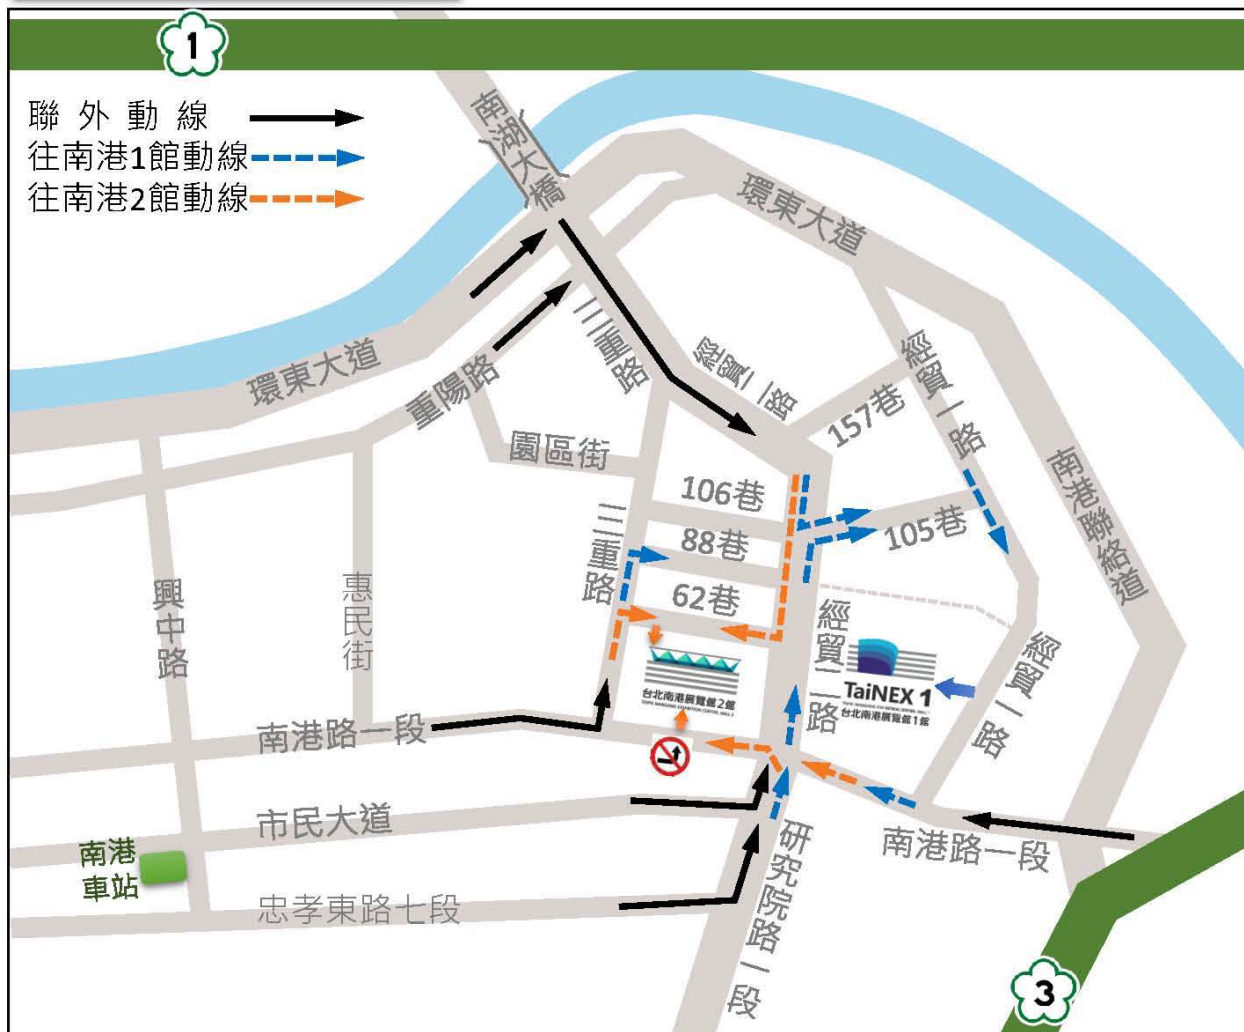 1
聯外動線
往南港1館動線
往南港2館動線
南湖大橋
環東大道
環東大道
重陽路
三重路
經貿二路
經貿一路
157巷
園區街
106巷
105巷
88巷
62巷
三重路
南港聯絡道
興中路
惠民街
經貿二路
經貿一路
TaiNEX 1
台北南港展覽館1館
台北南港展覽館2館
南港路一段
市民大道
南港路一段
南港
車站
忠孝東路七段
研究院路一段
3